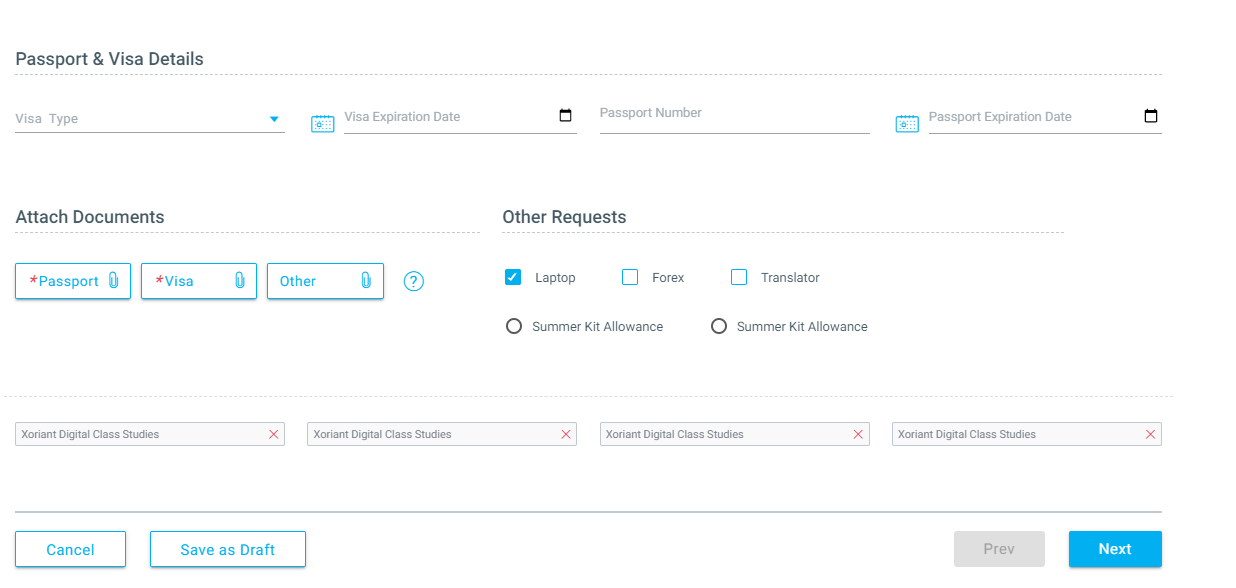 Passport & Visa Details
Visa Type
Visa Expiration Date
Passport Number
Passport Expiration Date
Attach Documents
Other Requests
*Passport
*Visa
Other
?
Laptop
Forex
Translator
Summer Kit Allowance
Summer Kit Allowance
Xoriant Digital Class Studies
Xoriant Digital Class Studies
Xoriant Digital Class Studies
Xoriant Digital Class Studies
Cancel
Save as Draft
Prev
Next